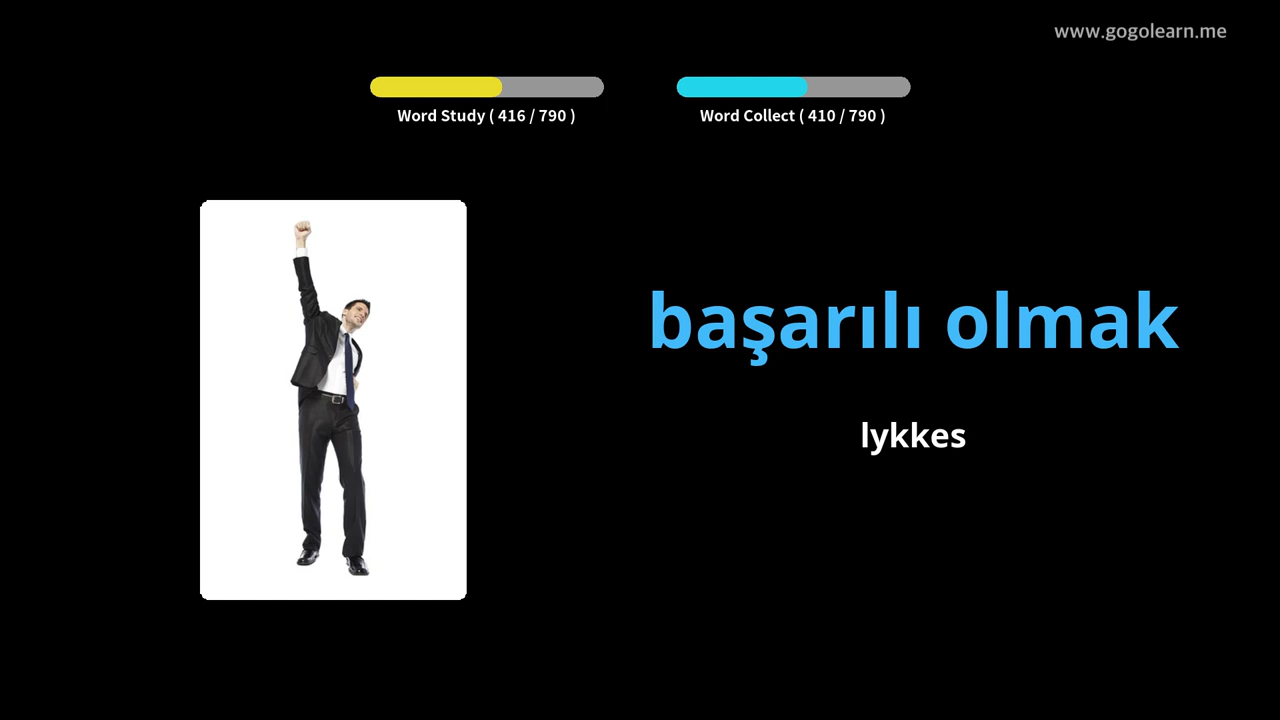 www.gogolearn.me
Word Study ( 416 / 790 )
Word Collect ( 410 / 790 )
başarılı olmak
lykkes